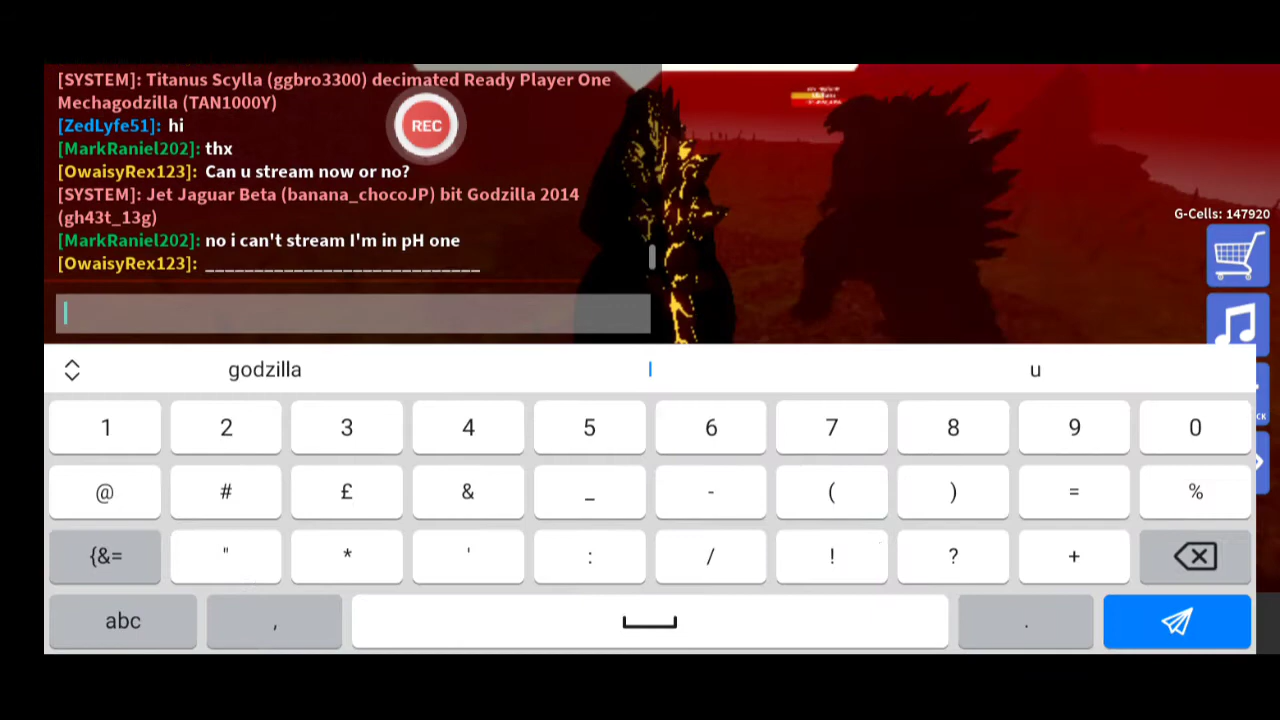 [SYSTEM]: Titanus Scylla (ggbro3300) decimated Ready Player One
Mechagodzilla (TAN1000Y)
[ZedLyfe51]: hi
REC
[MarkRaniel202]: thx
[OwaisyRex123]: Can u stream now or no?
[SYSTEM]: Jet Jaguar Beta (banana_chocoJP) bit Godzilla 2014
(gh43t_13g)
[MarkRaniel202]: no i can't stream I'm in pH one
[OwaisyRex123]: ____________________________
G-Cells: 147920
godzilla I u
1 2 3 4 5 6 7 8 9 0
@ # £ & _ - ( ) = %
{&= " * ' : / ! ? +
abc , .